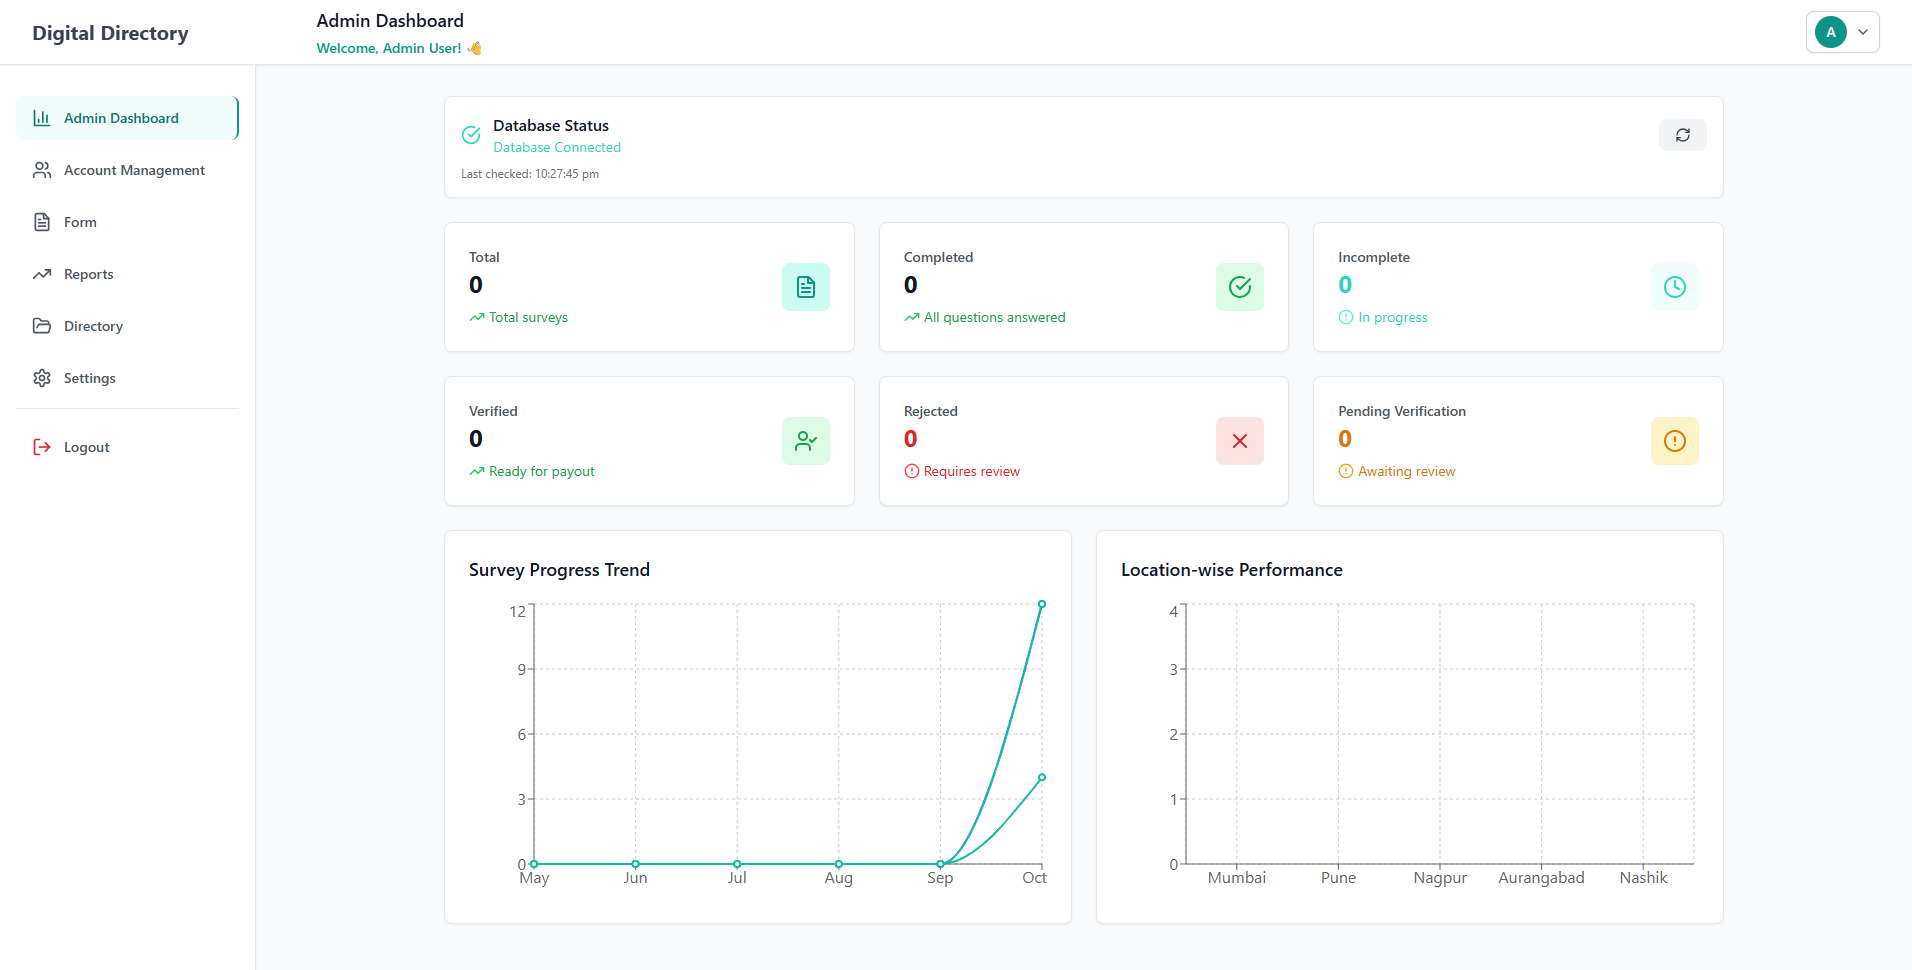 Digital Directory
Admin Dashboard
Welcome, Admin User! 👋
A
Admin Dashboard
Account Management
Form
Reports
Directory
Settings
Logout
Database Status
Database Connected
Last checked: 10:27:45 pm
Total
0
Total surveys
Completed
0
All questions answered
Incomplete
0
In progress
Verified
0
Ready for payout
Rejected
0
Requires review
Pending Verification
0
Awaiting review
Survey Progress Trend
12
9
6
3
0
May Jun Jul Aug Sep Oct
Location-wise Performance
4
3
2
1
0
Mumbai Pune Nagpur Aurangabad Nashik